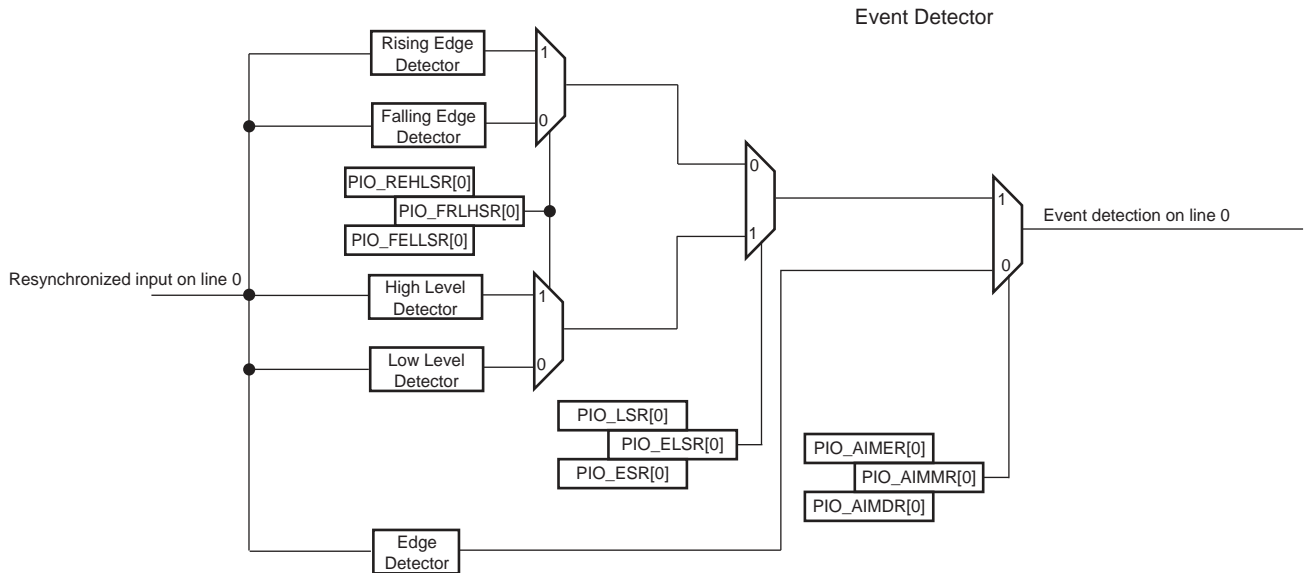 Event Detector
Rising Edge
Detector
1
Falling Edge
Detector
0
PIO_REHLSR[0]
PIO_FRLHSR[0]
PIO_FELLSR[0]
0
1
1
0
Event detection on line 0
Resynchronized input on line 0
High Level
Detector
1
Low Level
Detector
0
PIO_LSR[0]
PIO_ELSR[0]
PIO_ESR[0]
PIO_AIMER[0]
PIO_AIMMR[0]
PIO_AIMDR[0]
Edge
Detector